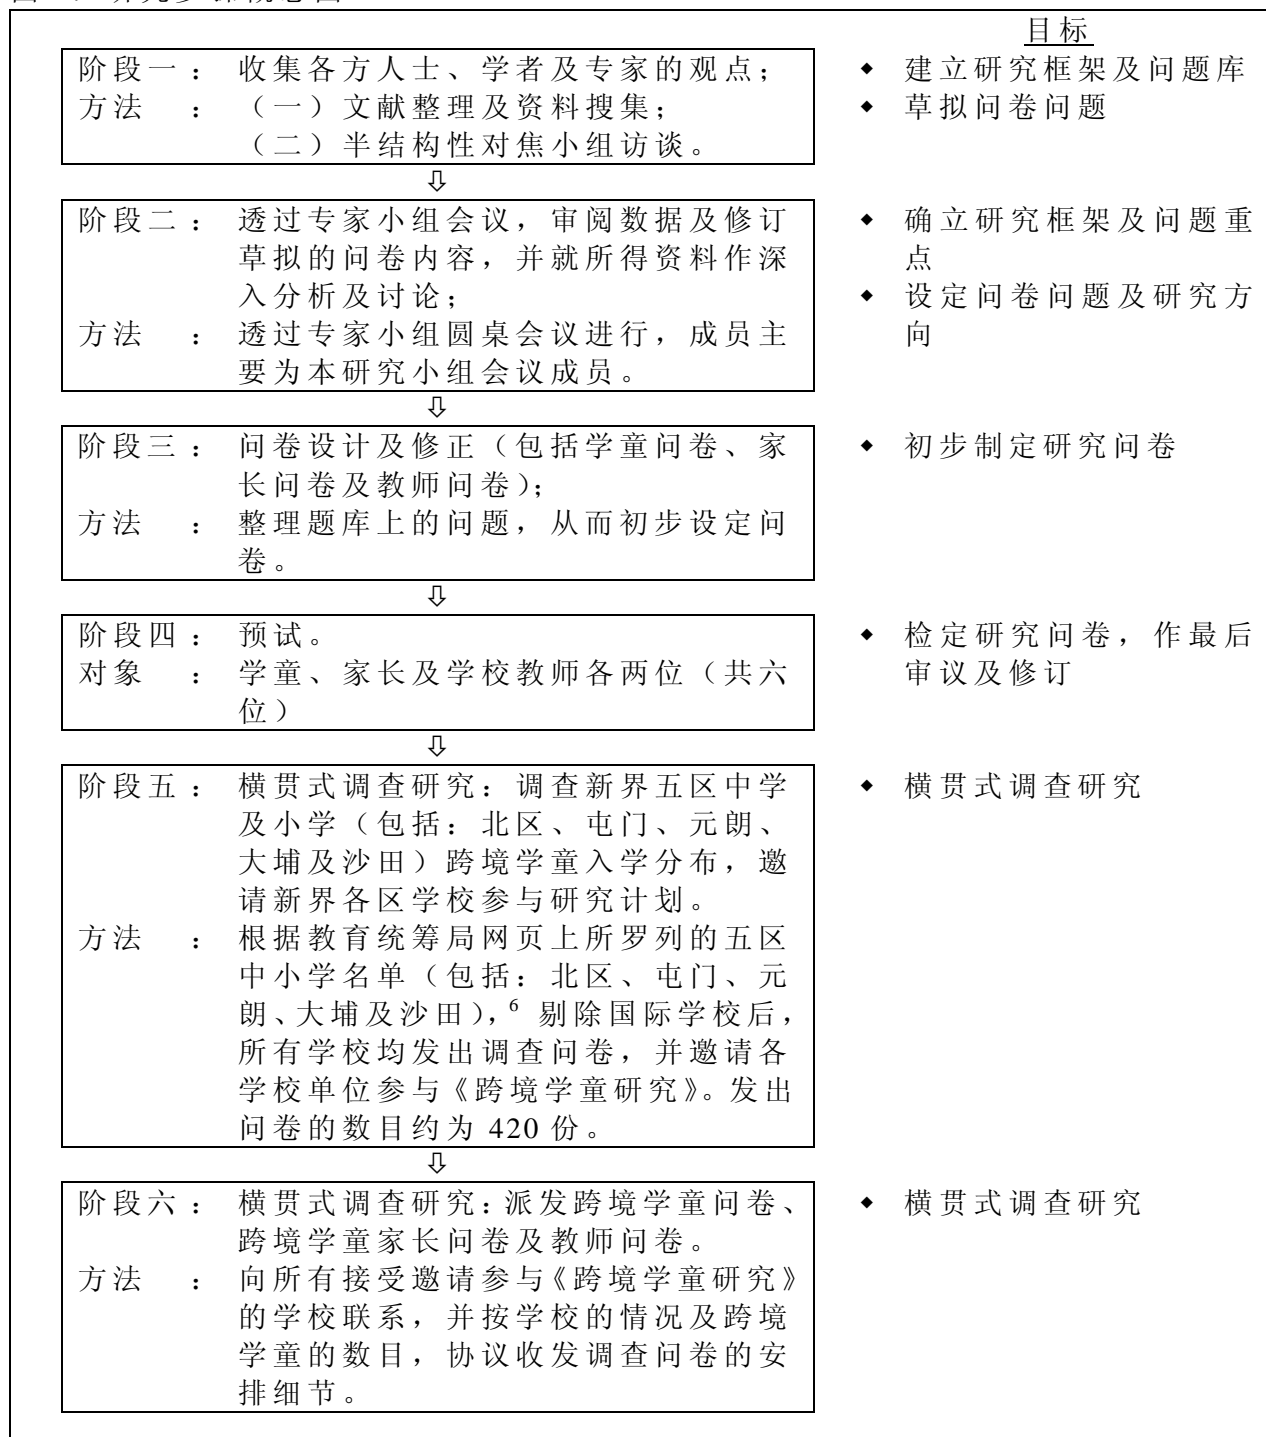 目标
阶段一： 收集各方人士、学者及专家的观点；
方法 ： （一）文献整理及资料搜集；
（二）半结构性对焦小组访谈。
◆ 建立研究框架及问题库
◆ 草拟问卷问题
⇩
阶段二： 透过专家小组会议，审阅数据及修订
草拟的问卷内容，并就所得资料作深
入分析及讨论；
方法 ： 透过专家小组圆桌会议进行，成员主
要为本研究小组会议成员。
◆ 确立研究框架及问题重
点
◆ 设定问卷问题及研究方
向
⇩
阶段三： 问卷设计及修正（包括学童问卷、家
长问卷及教师问卷）；
方法 ： 整理题库上的问题，从而初步设定问
卷。
◆ 初步制定研究问卷
⇩
阶段四： 预试。
对象 ： 学童、家长及学校教师各两位（共六
位）
◆ 检定研究问卷，作最后
审议及修订
⇩
阶段五： 横贯式调查研究：调查新界五区中学
及小学（包括：北区、屯门、元朗、
大埔及沙田）跨境学童入学分布，邀
请新界各区学校参与研究计划。
方法 ： 根据教育统筹局网页上所罗列的五区
中小学名单（包括：北区、屯门、元
朗、大埔及沙田），6 剔除国际学校后，
所有学校均发出调查问卷，并邀请各
学校单位参与《跨境学童研究》。发出
问卷的数目约为 420 份。
◆ 横贯式调查研究
⇩
阶段六： 横贯式调查研究：派发跨境学童问卷、
跨境学童家长问卷及教师问卷。
方法 ： 向所有接受邀请参与《跨境学童研究》
的学校联系，并按学校的情况及跨境
学童的数目，协议收发调查问卷的安
排细节。
◆ 横贯式调查研究